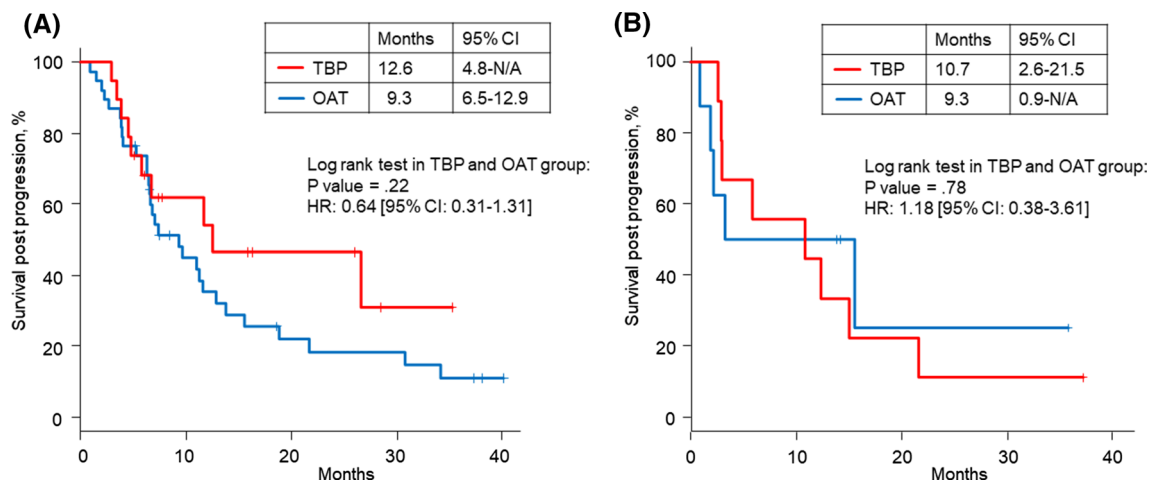 (A)
Months 95% CI
TBP 12.6 4.8-N/A
OAT 9.3 6.5-12.9
Log rank test in TBP and OAT group:
P value = .22
HR: 0.64 [95% CI: 0.31-1.31]
Survival post progression, %
100
80
60
40
20
0
0 10 20 30 40
Months
(B)
Months 95% CI
TBP 10.7 2.6-21.5
OAT 9.3 0.9-N/A
Log rank test in TBP and OAT group:
P value = .78
HR: 1.18 [95% CI: 0.38-3.61]
Survival post progression, %
100
80
60
40
20
0
0 10 20 30 40
Months